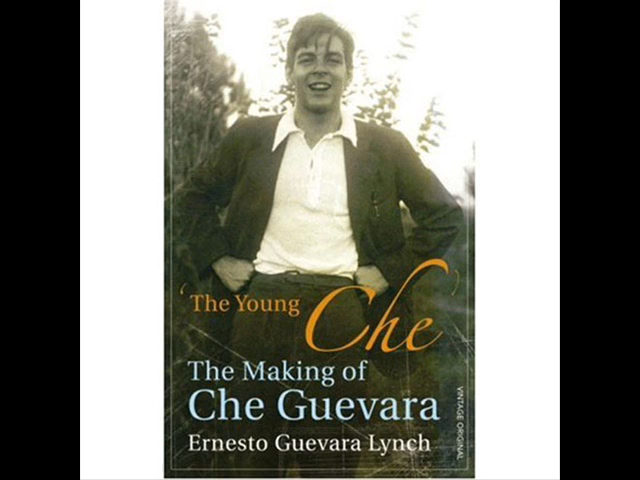 'The Young Che'
The Making of
Che Guevara
Ernesto Guevara Lynch
VINTAGE ORIGINAL